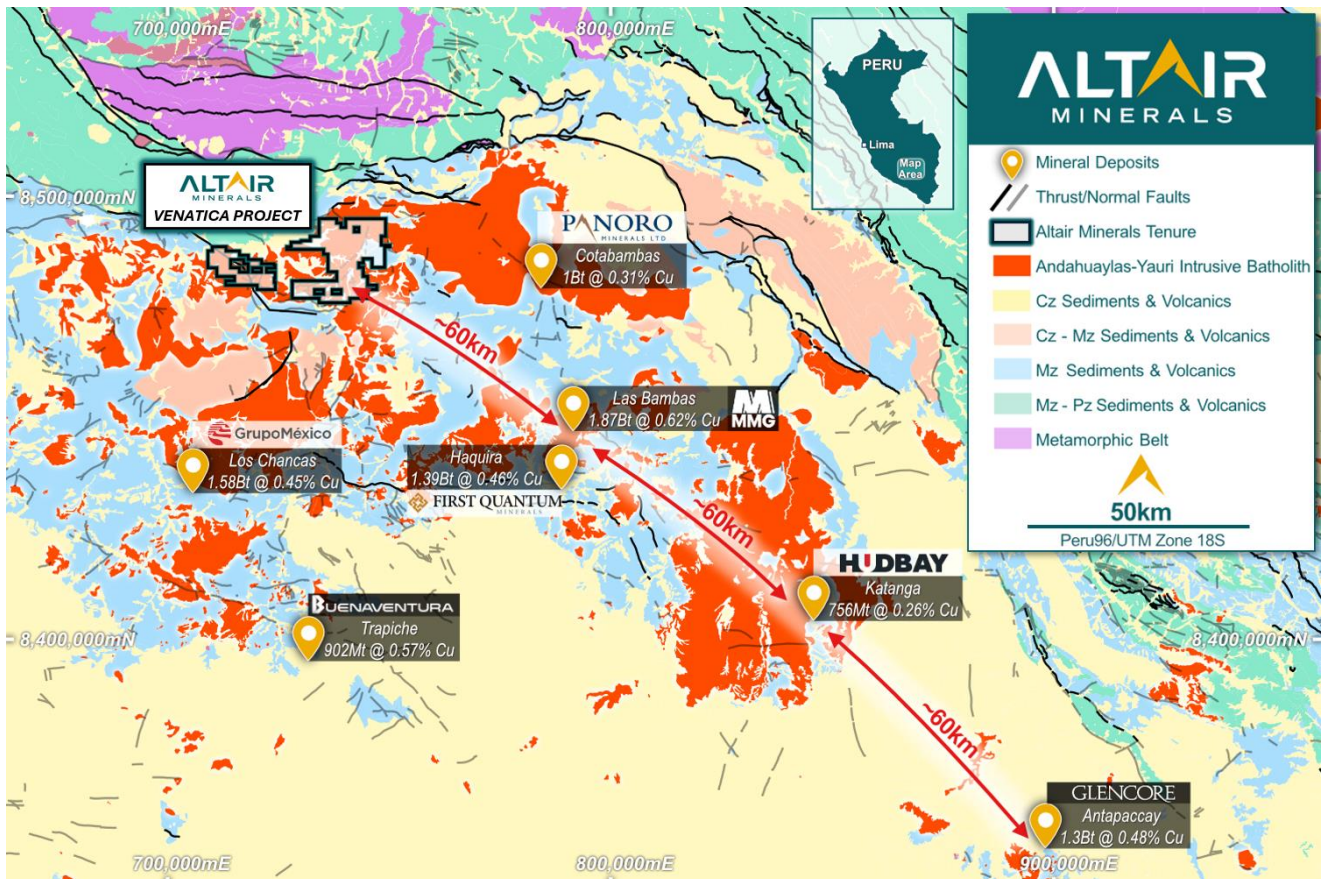 700,000mE
800,000mE
PERU
Lima
Map
Area
ALTAIR
MINERALS
Mineral Deposits
Thrust/Normal Faults
Altair Minerals Tenure
Andahuaylas-Yauri Intrusive Batholith
Cz Sediments & Volcanics
Cz - Mz Sediments & Volcanics
Mz Sediments & Volcanics
Mz - Pz Sediments & Volcanics
Metamorphic Belt
50km
Peru96/UTM Zone 18S
8,500,000mN
ALTAIR
MINERALS
VENATICA PROJECT
PANORO
MINERALS LTD
Cotabambas
1Bt @ 0.31% Cu
~60km
Las Bambas
1.87Bt @ 0.62% Cu
MMG
GrupoMéxico
Los Chancas
1.58Bt @ 0.45% Cu
Haquira
1.39Bt @ 0.46% Cu
FIRST QUANTUM
MINERALS
~60km
HUDBAY
Katanga
756Mt @ 0.26% Cu
BUENAVENTURA
Trapiche
902Mt @ 0.57% Cu
8,400,000mN
8,400,000mN
~60km
GLENCORE
Antapaccay
1.3Bt @ 0.48% Cu
700,000mE
800,000mE
900,000mE